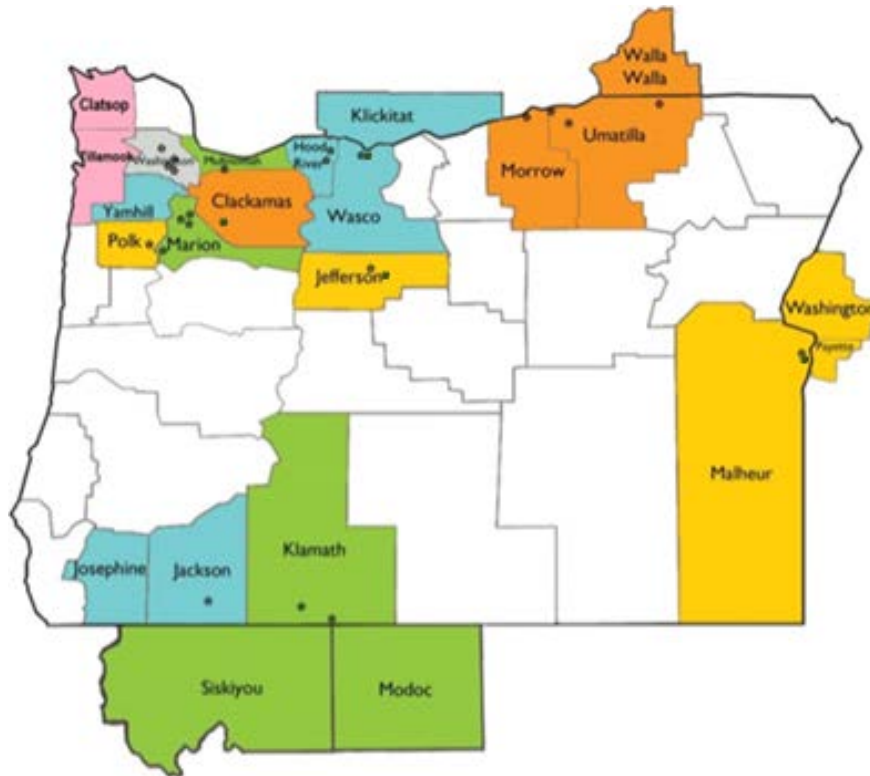 Walla
Walla
Clatsop
Klickitat
Tillamook
Washington
Multnomah
Hood
River
Umatilla
Morrow
Clackamas
Yamhill
Wasco
Polk
Marion
Jefferson
Washington
Payette
Malheur
Klamath
Josephine
Jackson
Siskiyou
Modoc